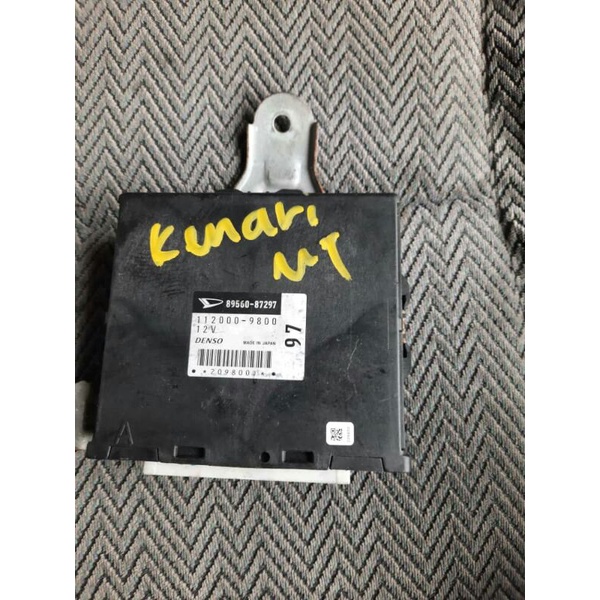 Kenari
MT
89560-87297
112000-9800
12V
97
DENSO MADE IN JAPAN
A